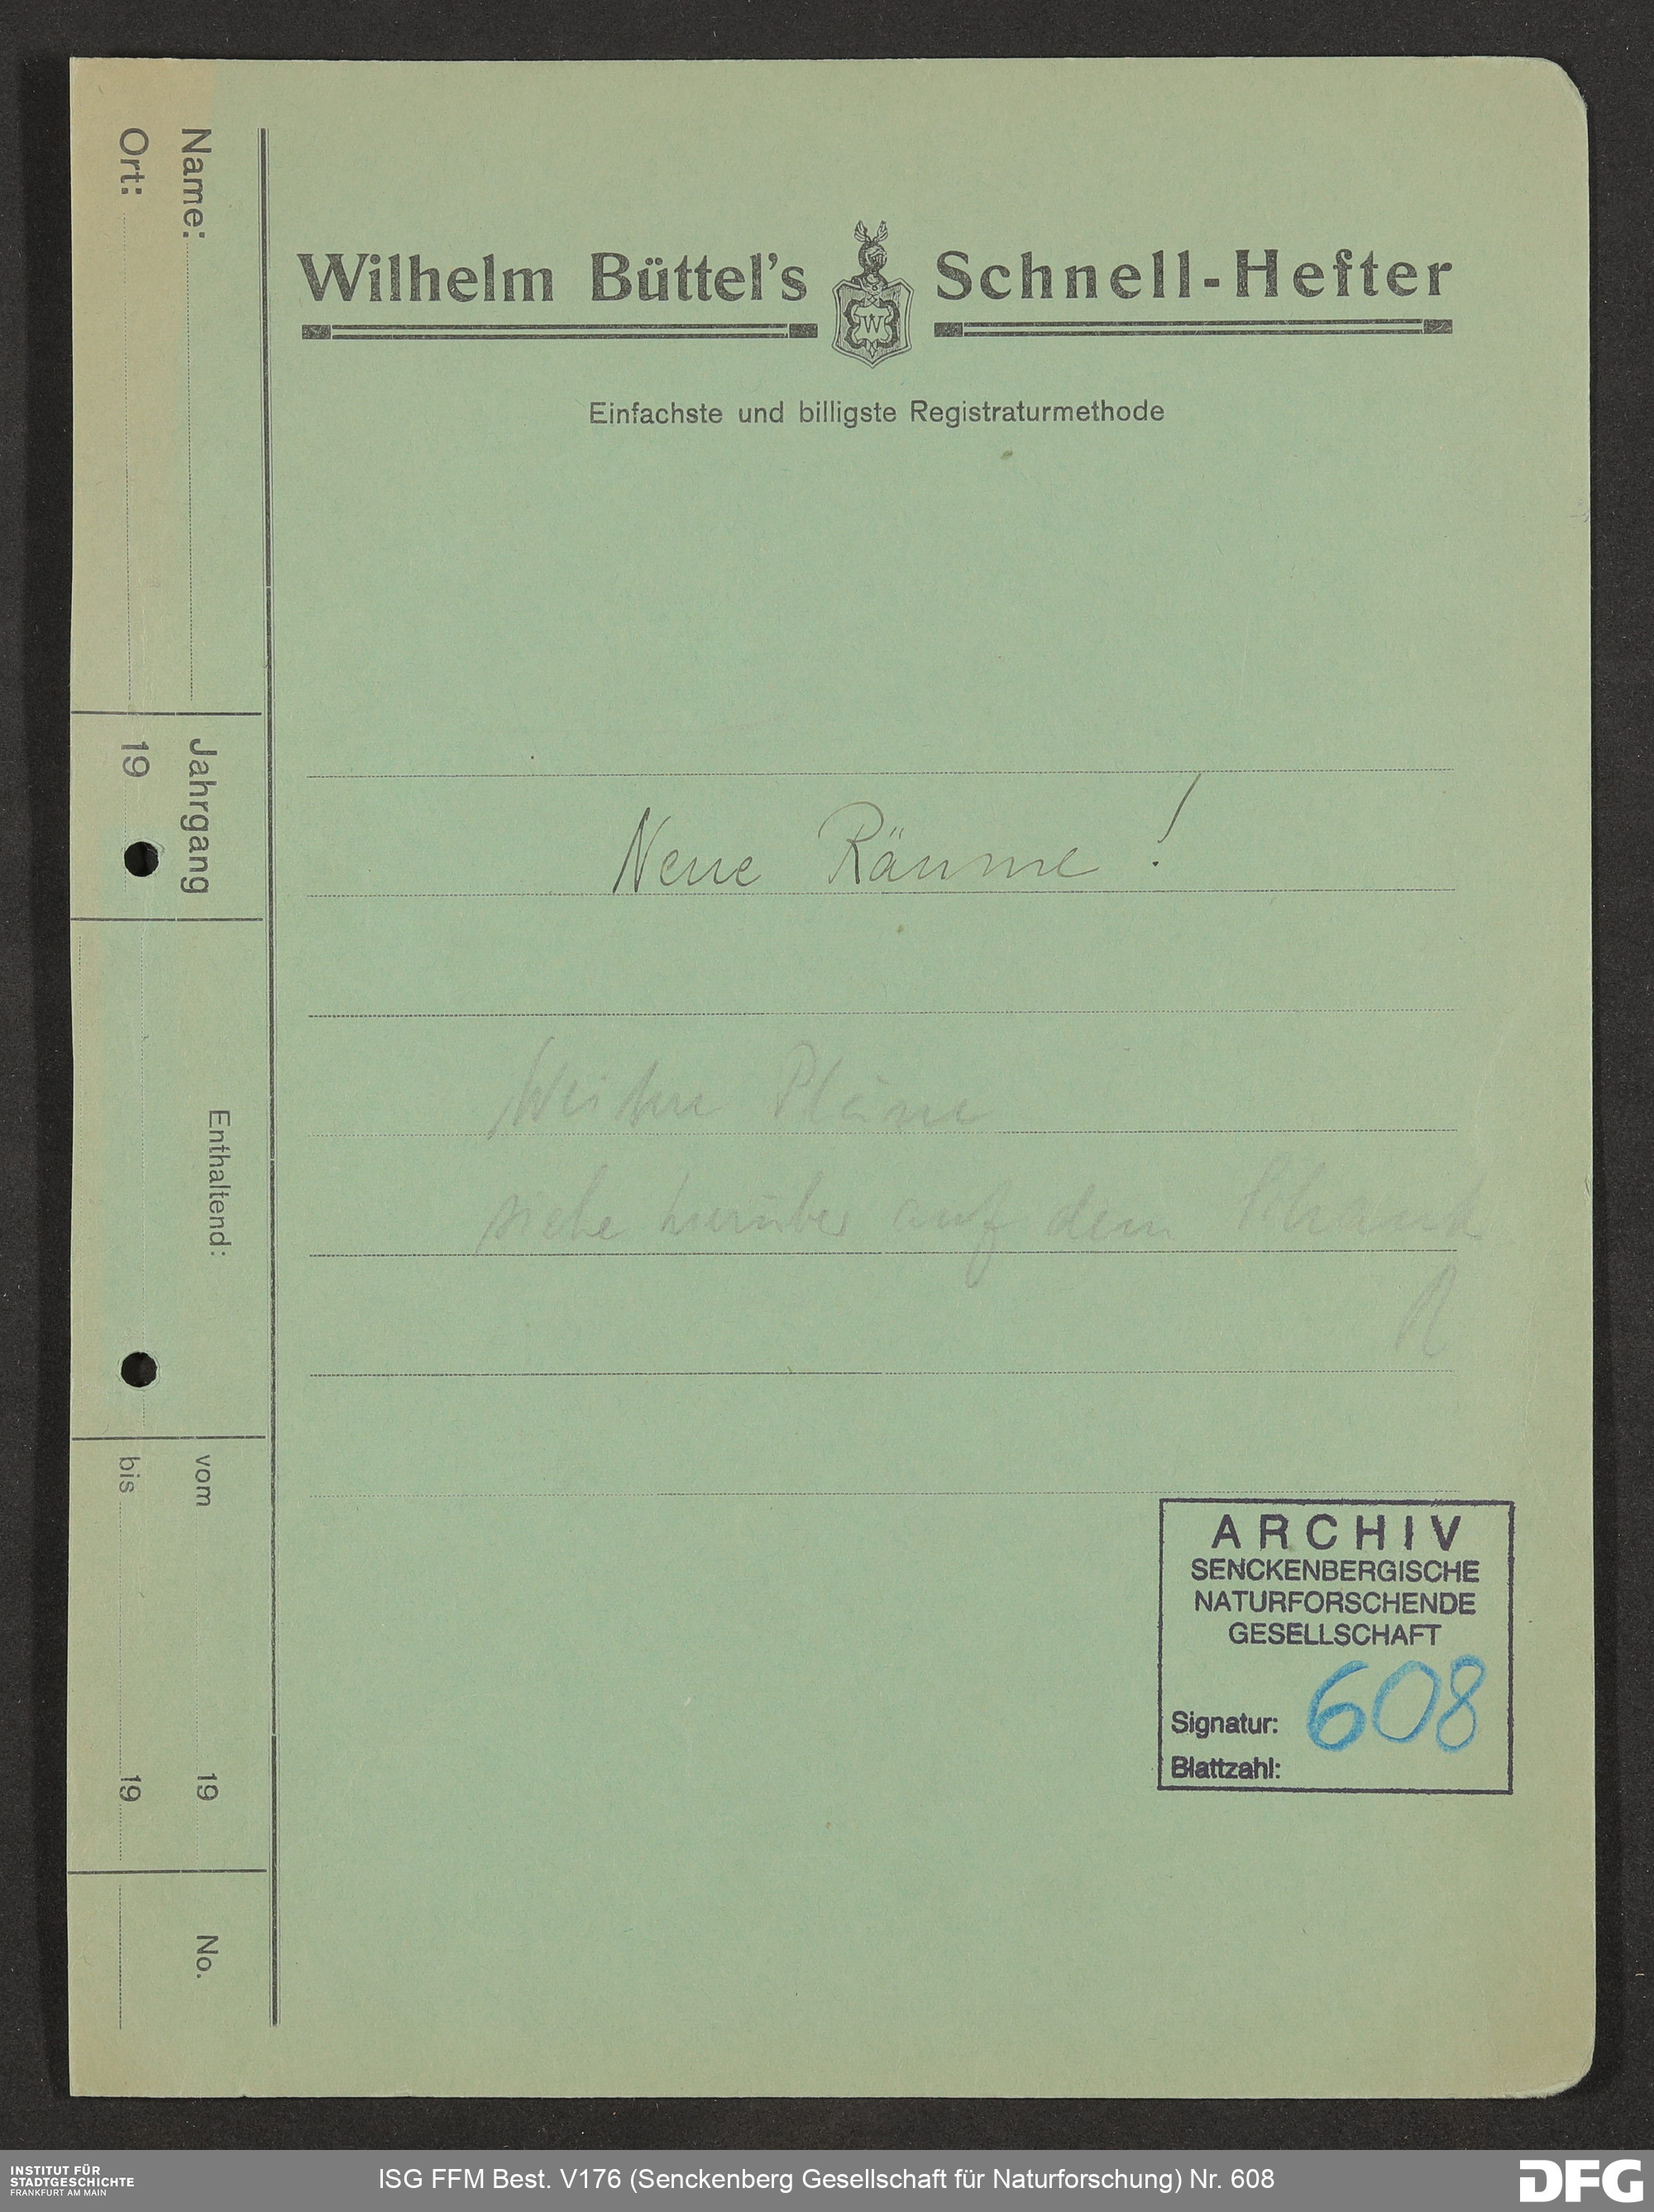 Wilhelm Büttel's Schnell-Hefter
W
Einfachste und billigste Registraturmethode
Neue Räume!
Weitere Pläne
siehe hierüber auf dem Schrank
Name:
Ort:
Jahrgang
19
Enthaltend:
vom 19
bis 19
No.
ARCHIV
SENCKENBERGISCHE
NATURFORSCHENDE
GESELLSCHAFT
Signatur: 608
Blattzahl:
INSTITUT FÜR
STADTGESCHICHTE
FRANKFURT AM MAIN
ISG FFM Best. V176 (Senckenberg Gesellschaft für Naturforschung) Nr. 608
DFG